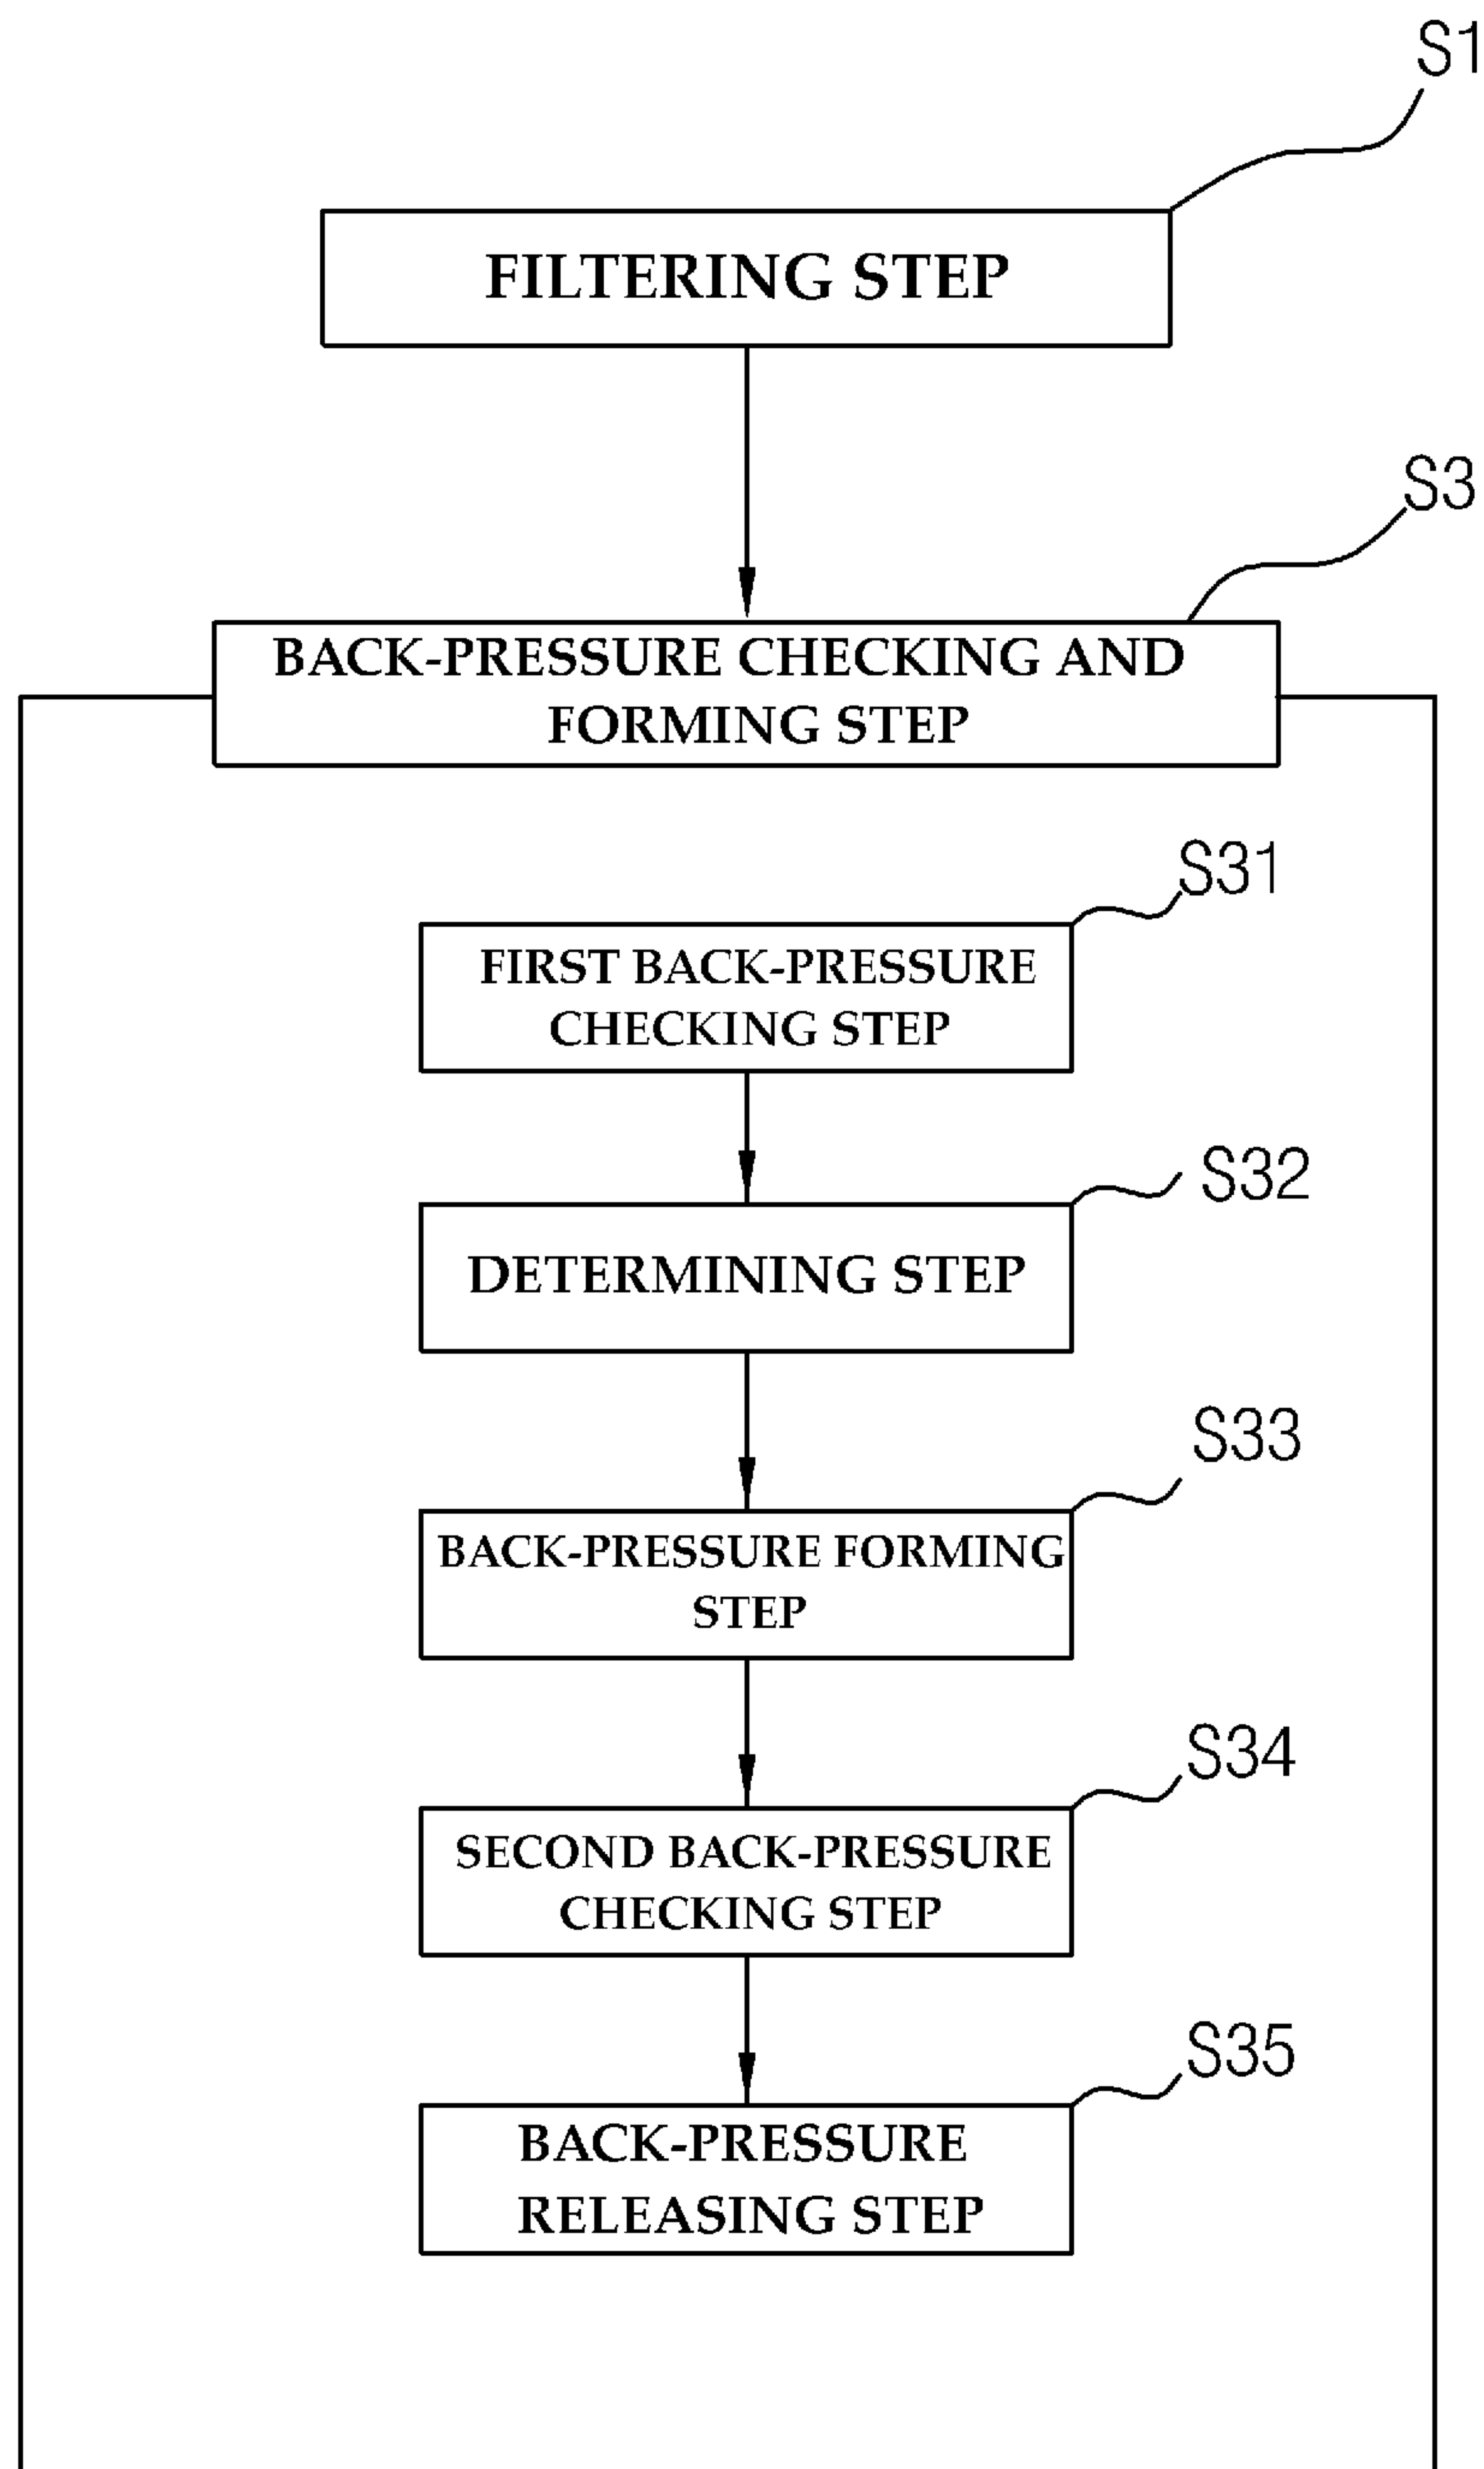 S1
FILTERING STEP
S3
BACK-PRESSURE CHECKING AND
FORMING STEP
S31
FIRST BACK-PRESSURE
CHECKING STEP
S32
DETERMINING STEP
S33
BACK-PRESSURE FORMING
STEP
S34
SECOND BACK-PRESSURE
CHECKING STEP
S35
BACK-PRESSURE
RELEASING STEP